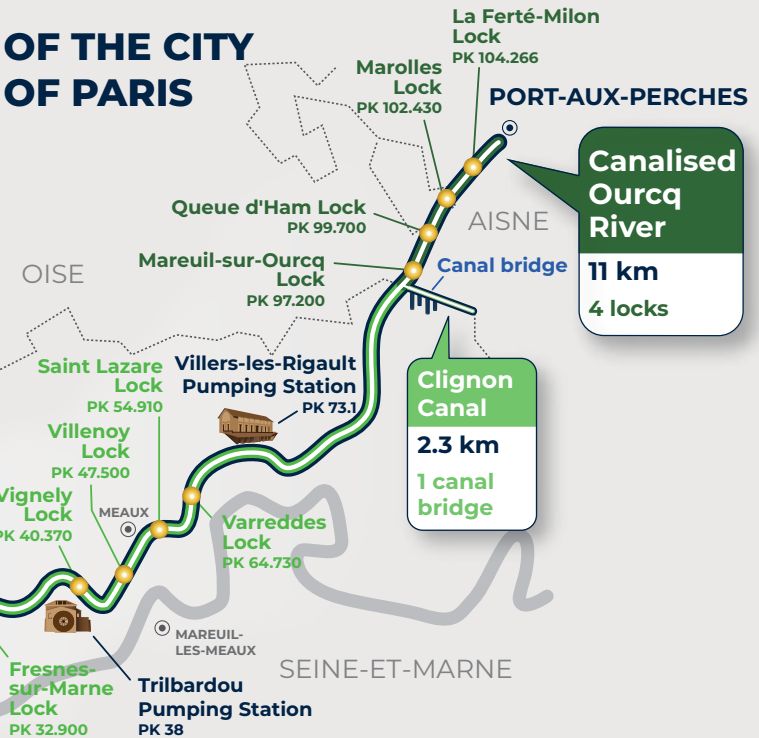 OF THE CITY
OF PARIS
La Ferté-Milon
Lock
PK 104.266
Marolles
Lock
PK 102.430
PORT-AUX-PERCHES
Canalised
Ourcq
River
11 km
4 locks
Queue d'Ham Lock
PK 99.700
AISNE
Mareuil-sur-Ourcq
Lock
PK 97.200
Canal bridge
OISE
Saint Lazare
Lock
PK 54.910
Villers-les-Rigault
Pumping Station
PK 73.1
Clignon
Canal
2.3 km
1 canal
bridge
Villenoy
Lock
PK 47.500
Vignely
Lock
PK 40.370
MEAUX
Varreddes
Lock
PK 64.730
MAREUIL-
LES-MEAUX
SEINE-ET-MARNE
Fresnes-
sur-Marne
Lock
PK 32.900
Trilbardou
Pumping Station
PK 38